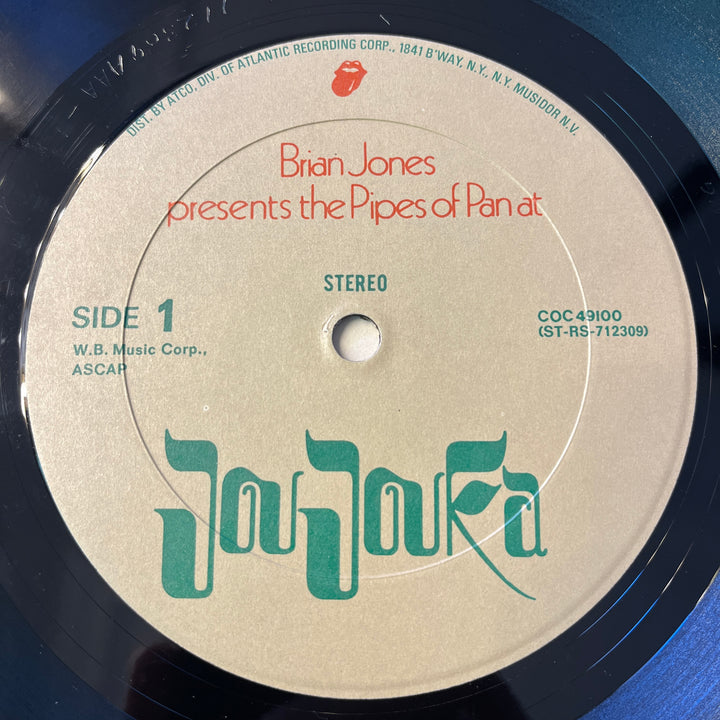 DIST. BY ATCO, DIV. OF ATLANTIC RECORDING CORP., 1841 B'WAY, N.Y., N.Y. MUSIDOR N.V.
Brian Jones
presents the Pipes of Pan at
STEREO
SIDE 1
COC 49100
(ST-RS-712309)
W.B. Music Corp.,
ASCAP
JouJouka